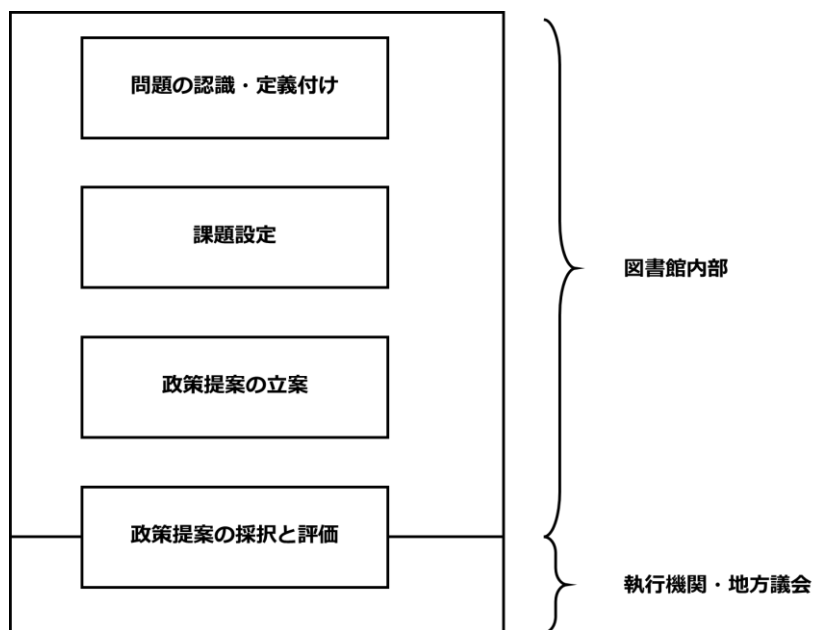 問題の認識・定義付け
課題設定
図書館内部
政策提案の立案
政策提案の採択と評価
執行機関・地方議会